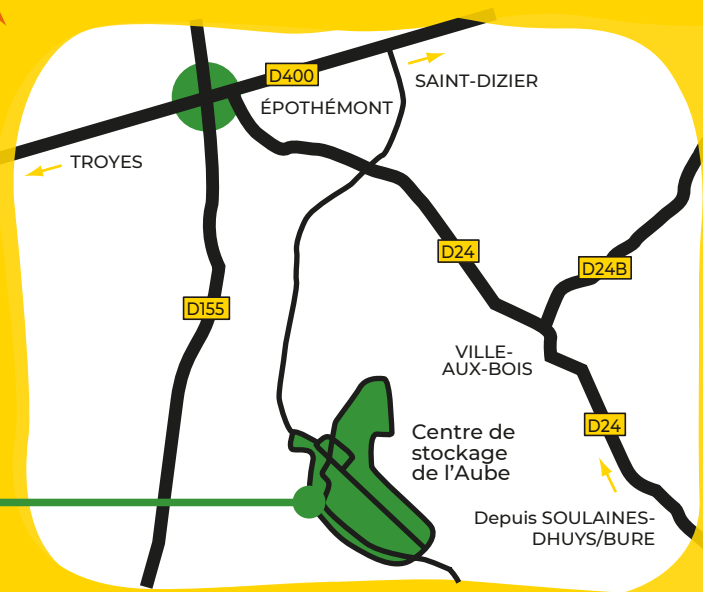 D400
SAINT-DIZIER
ÉPOTHÉMONT
TROYES
D24
D24B
D155
VILLE-
AUX-BOIS
D24
Centre de
stockage
de l'Aube
Depuis SOULAINES-
DHUYS/BURE